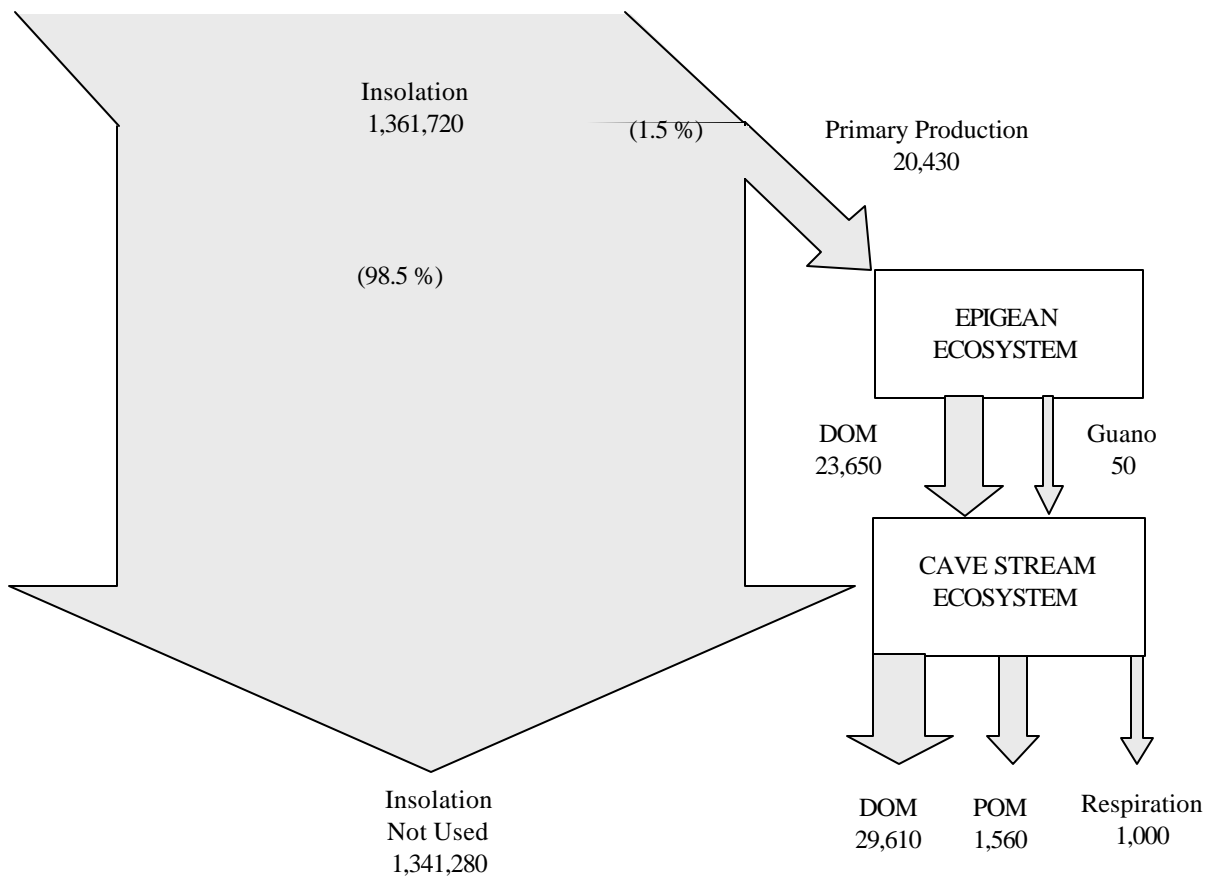 Insolation
1,361,720
(1.5 %)
Primary Production
20,430
(98.5 %)
EPIGEAN
ECOSYSTEM
DOM
23,650
Guano
50
CAVE STREAM
ECOSYSTEM
Insolation
Not Used
1,341,280
DOM
29,610
POM
1,560
Respiration
1,000